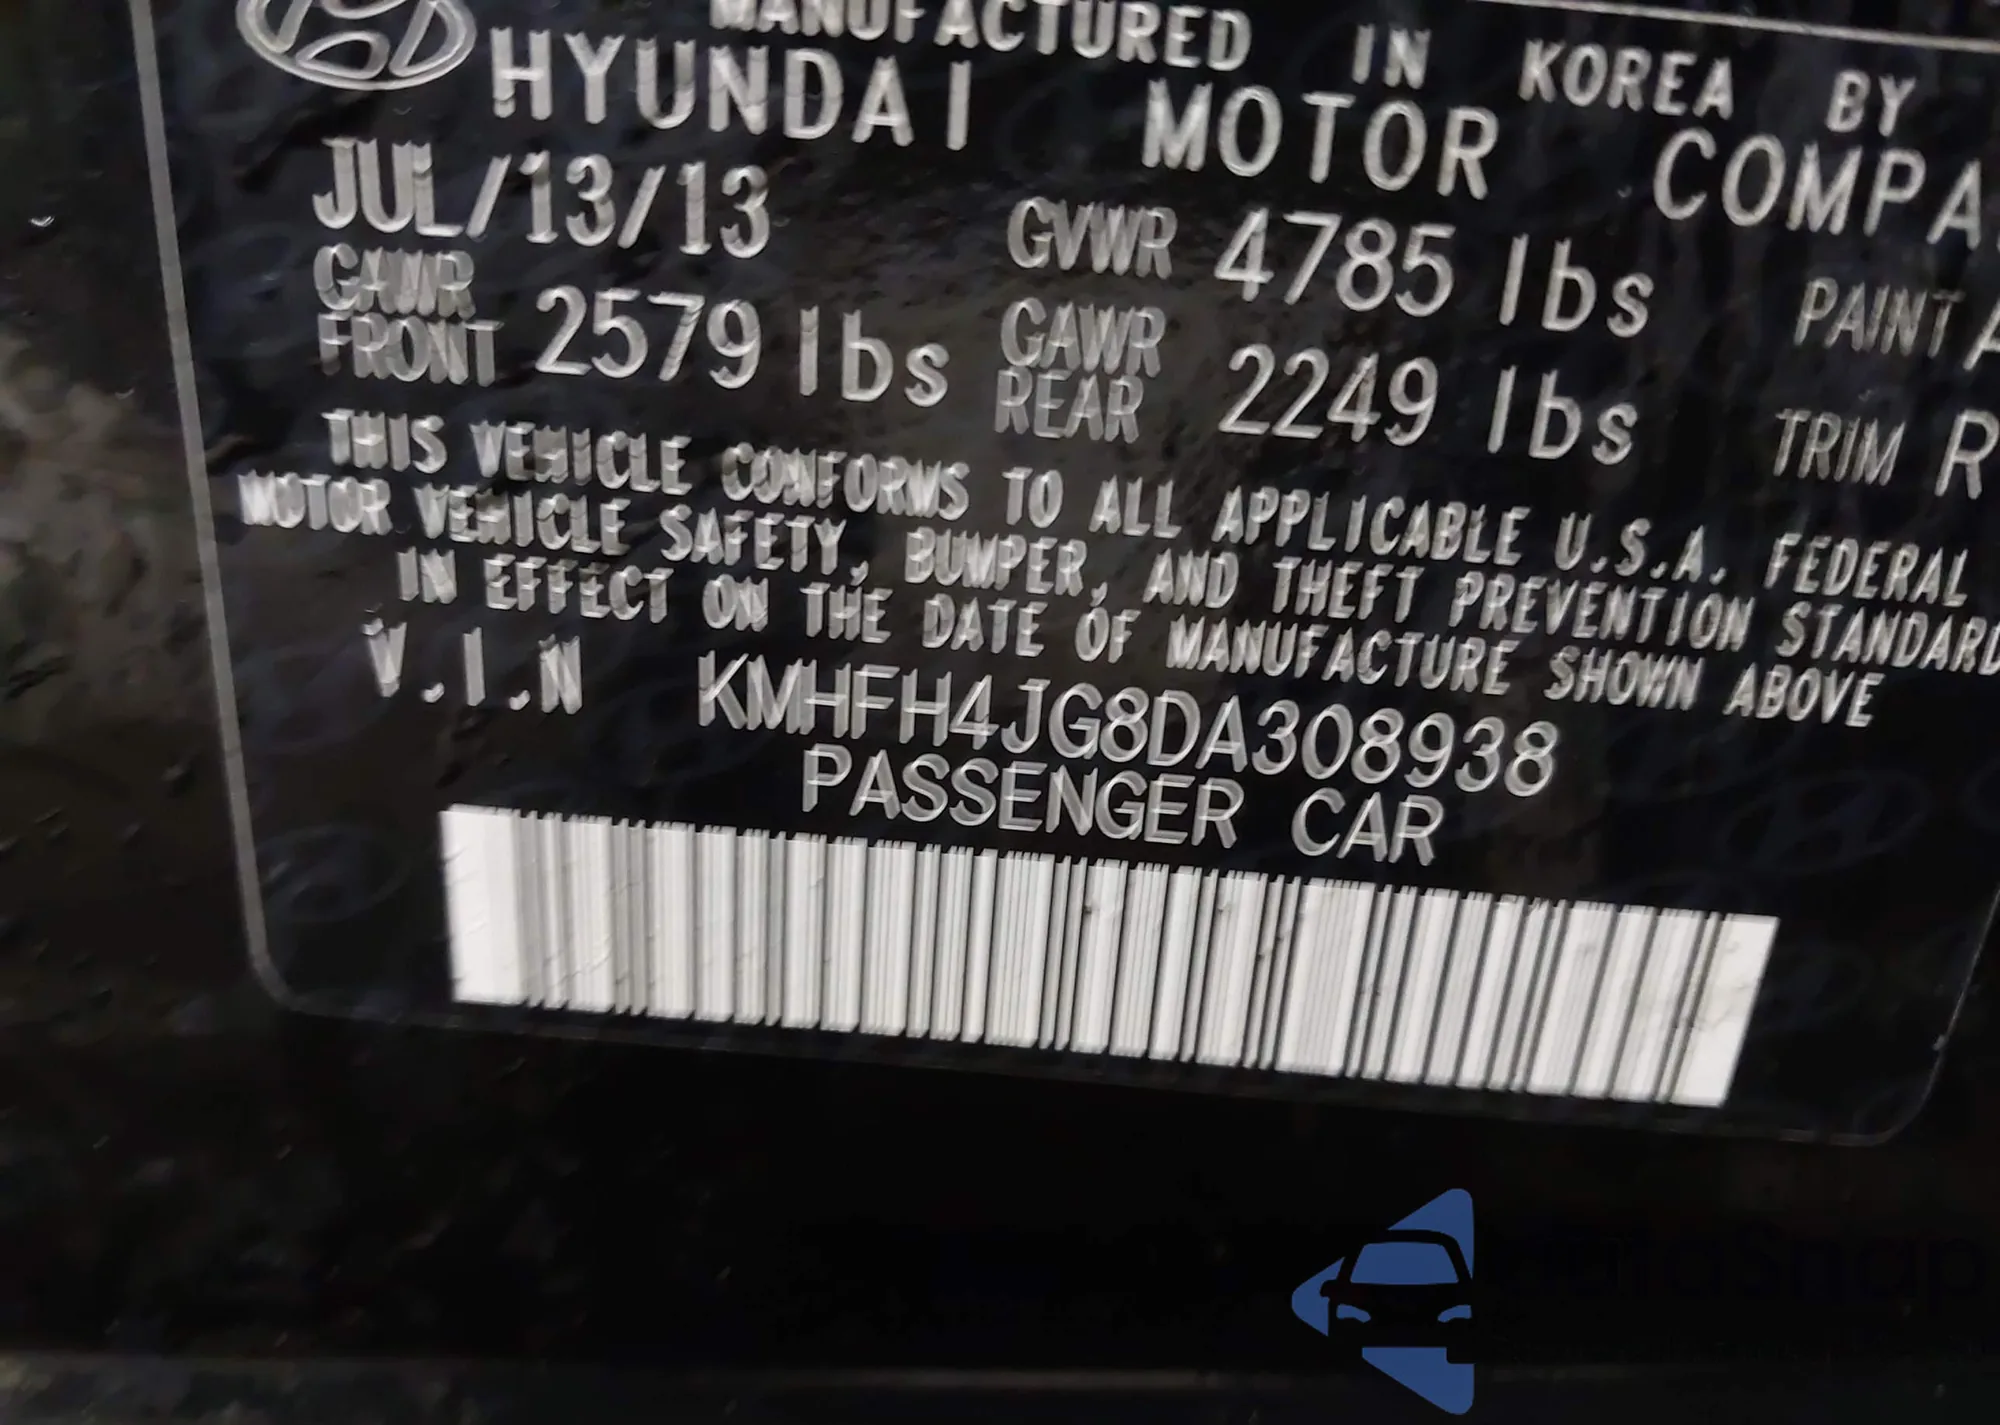 MANUFACTURED IN KOREA BY
HYUNDAI MOTOR COMPA
JUL/13/13 GVWR 4785 lbs PAINT A
GAWR FRONT 2579 lbs GAWR REAR 2249 lbs TRIM R
THIS VEHICLE CONFORMS TO ALL APPLICABLE U.S.A. FEDERAL
MOTOR VEHICLE SAFETY, BUMPER, AND THEFT PREVENTION STANDARD
IN EFFECT ON THE DATE OF MANUFACTURE SHOWN ABOVE
V.I.N KMHFH4JG8DA308938
PASSENGER CAR